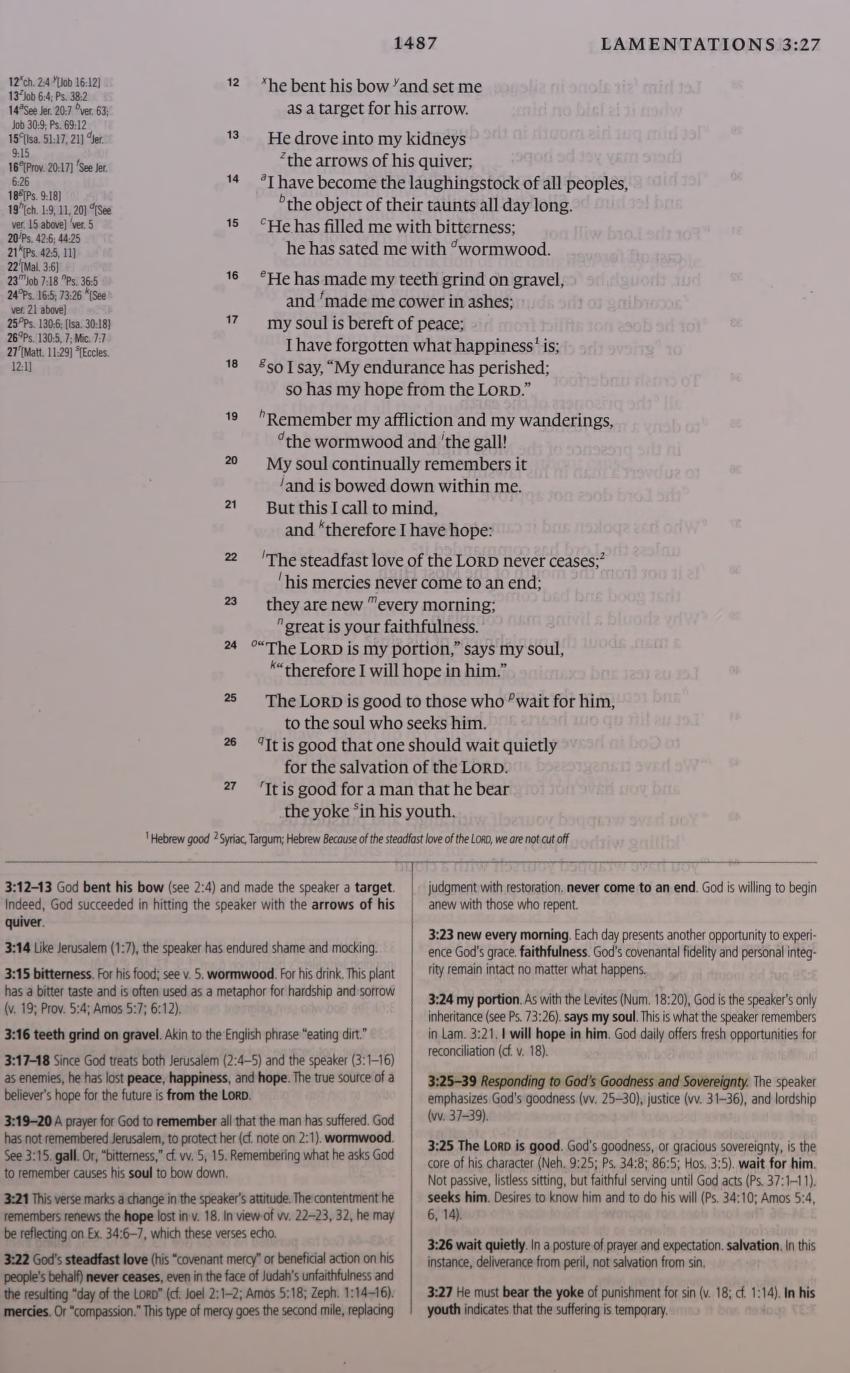 1487
LAMENTATIONS 3:27
12 ˣch. 2:4 ʸ[Job 16:12]
13 ᶻJob 6:4; Ps. 38:2
14 ᵃSee Jer. 20:7 ᵇver. 63;
Job 30:9; Ps. 69:12
15 ᶜ[Isa. 51:17, 21] ᵈJer.
9:15
16 ᵉ[Prov. 20:17] ᶠSee Jer.
6:26
18 ᵍ[Ps. 9:18]
19 ʰ[ch. 1:9, 11, 20] ᵈ[See
ver. 15 above] ⁱver. 5
20 ʲPs. 42:6; 44:25
21 ᵏ[Ps. 42:5, 11]
22 ˡ[Mal. 3:6]
23 ᵐJob 7:18 ⁿPs. 36:5
24 ᵒPs. 16:5; 73:26 ᵏ[See
ver. 21 above]
25 ᵖPs. 130:6; [Isa. 30:18]
26 𐞥Ps. 130:5, 7; Mic. 7:7
27 ʳ[Matt. 11:29] ˢ[Eccles.
12:1]
12 ˣhe bent his bow ʸand set me
as a target for his arrow.
13 He drove into my kidneys
ᶻthe arrows of his quiver;
14 ᵃI have become the laughingstock of all peoples,
ᵇthe object of their taunts all day long.
15 ᶜHe has filled me with bitterness;
he has sated me with ᵈwormwood.
16 ᵉHe has made my teeth grind on gravel,
and ᶠmade me cower in ashes;
17 my soul is bereft of peace;
I have forgotten what happiness¹ is;
18 ᵍso I say, “My endurance has perished;
so has my hope from the LORD.”
19 ʰRemember my affliction and my wanderings,
ᵈthe wormwood and ⁱthe gall!
20 My soul continually remembers it
ʲand is bowed down within me.
21 But this I call to mind,
and ᵏtherefore I have hope:
22 ˡThe steadfast love of the LORD never ceases;²
ˡhis mercies never come to an end;
23 they are new ᵐevery morning;
ⁿgreat is your faithfulness.
24 ᵒ“The LORD is my portion,” says my soul,
ᵏ“therefore I will hope in him.”
25 The LORD is good to those who ᵖwait for him,
to the soul who seeks him.
26 𐞥It is good that one should wait quietly
for the salvation of the LORD.
27 ʳIt is good for a man that he bear
the yoke ˢin his youth.
¹ Hebrew good ² Syriac, Targum; Hebrew Because of the steadfast love of the LORD, we are not cut off
3:12–13 God bent his bow (see 2:4) and made the speaker a target.
Indeed, God succeeded in hitting the speaker with the arrows of his
quiver.
3:14 Like Jerusalem (1:7), the speaker has endured shame and mocking.
3:15 bitterness. For his food; see v. 5. wormwood. For his drink. This plant
has a bitter taste and is often used as a metaphor for hardship and sorrow
(v. 19; Prov. 5:4; Amos 5:7; 6:12).
3:16 teeth grind on gravel. Akin to the English phrase “eating dirt.”
3:17–18 Since God treats both Jerusalem (2:4–5) and the speaker (3:1–16)
as enemies, he has lost peace, happiness, and hope. The true source of a
believer's hope for the future is from the LORD.
3:19–20 A prayer for God to remember all that the man has suffered. God
has not remembered Jerusalem, to protect her (cf. note on 2:1). wormwood.
See 3:15. gall. Or, “bitterness,” cf. vv. 5, 15. Remembering what he asks God
to remember causes his soul to bow down.
3:21 This verse marks a change in the speaker's attitude. The contentment he
remembers renews the hope lost in v. 18. In view of vv. 22–23, 32, he may
be reflecting on Ex. 34:6–7, which these verses echo.
3:22 God's steadfast love (his “covenant mercy” or beneficial action on his
people's behalf) never ceases, even in the face of Judah's unfaithfulness and
the resulting “day of the LORD” (cf. Joel 2:1–2; Amos 5:18; Zeph. 1:14–16).
mercies. Or “compassion.” This type of mercy goes the second mile, replacing
judgment with restoration. never come to an end. God is willing to begin
anew with those who repent.
3:23 new every morning. Each day presents another opportunity to experi-
ence God's grace. faithfulness. God's covenantal fidelity and personal integ-
rity remain intact no matter what happens.
3:24 my portion. As with the Levites (Num. 18:20), God is the speaker's only
inheritance (see Ps. 73:26). says my soul. This is what the speaker remembers
in Lam. 3:21. I will hope in him. God daily offers fresh opportunities for
reconciliation (cf. v. 18).
3:25–39 Responding to God's Goodness and Sovereignty. The speaker
emphasizes God's goodness (vv. 25–30), justice (vv. 31–36), and lordship
(vv. 37–39).
3:25 The LORD is good. God's goodness, or gracious sovereignty, is the
core of his character (Neh. 9:25; Ps. 34:8; 86:5; Hos. 3:5). wait for him.
Not passive, listless sitting, but faithful serving until God acts (Ps. 37:1–11).
seeks him. Desires to know him and to do his will (Ps. 34:10; Amos 5:4,
6, 14).
3:26 wait quietly. In a posture of prayer and expectation. salvation. In this
instance, deliverance from peril, not salvation from sin.
3:27 He must bear the yoke of punishment for sin (v. 18; cf. 1:14). In his
youth indicates that the suffering is temporary.